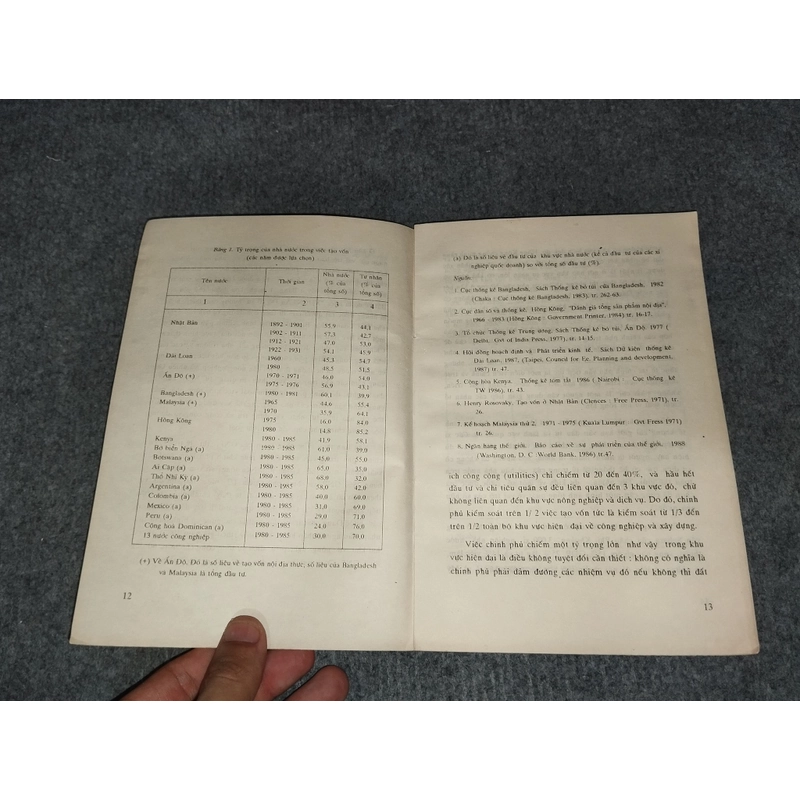 Bảng 1. Tỷ trọng của nhà nước trong việc tạo vốn
(các năm được lựa chọn)
Tên nước Thời gian Nhà nước (% của tổng số) Tư nhân (% của tổng số)
1 2 3 4
Nhật Bản 1892 - 1901 55,9 44,1
1902 - 1911 57,3 42,7
1912 - 1921 47,0 53,0
1922 - 1931 54,1 45,9
Đài Loan 1960 45,3 54,7
1980 48,5 51,5
Ấn Độ (+) 1970 - 1971 46,0 54,0
1975 - 1976 56,9 43,1
Bangladesh (+) 1980 - 1981 60,1 39,9
Malaysia (+) 1965 44,6 55,4
1970 35,9 64,1
Hồng Kông 1975 16,0 84,0
1980 14,8 85,2
Kenya 1980 - 1985 41,9 58,1
Bờ biển Ngà (a) 1980 - 1985 61,0 39,0
Botswana (a) 1980 - 1985 45,0 55,0
Ai Cập (a) 1980 - 1985 65,0 35,0
Thổ Nhĩ Kỳ (a) 1980 - 1985 68,0 32,0
Argentina (a) 1980 - 1985 58,0 42,0
Colombia (a) 1980 - 1985 40,0 60,0
Mexico (a) 1980 - 1985 31,0 69,0
Peru (a) 1980 - 1985 29,0 71,0
Cộng hoà Dominican (a) 1980 - 1985 24,0 76,0
13 nước công nghiệp 1980 - 1985 30,0 70,0
(+) Về Ấn Độ, Đó là số liệu về tạo vốn nội địa thực; số liệu của Bangladesh
và Malaysia là tổng đầu tư.
12
(a) Đó là số liệu về đầu tư của khu vực nhà nước (kể cả đầu tư của các xí
nghiệp quốc doanh) so với tổng số đầu tư (%).
Nguồn:
1. Cục thống kê Bangladesh, Sách Thống kê bỏ túi của Bangladesh, 1982
(Chaka : Cục thống kê Bangladesh, 1983), tr. 262-63.
2. Cục dân số và thống kê, Hồng Kông, "Đánh giá tổng sản phẩm nội địa",
1966 - 1983 (Hồng Kông : Government Printer, 1984) tr. 16-17.
3. Tổ chức Thống kê Trung ương, Sách Thống kê bỏ túi, Ấn Độ, 1977 (
Delhi, Gvt of India Press, 1977), tr. 14-15.
4. Hội đồng hoạch định và Phát triển kinh tế, Sách Dữ kiện thống kê
Đài Loan, 1987, (Taipei, Council for Ec, Planning and development,
1987) tr. 47.
5. Cộng hòa Kenya, Thống kê tóm tắt 1986 ( Nairobi : Cục thống kê
TW 1986), tr. 43.
6. Henry Rosovsky, Tạo vốn ở Nhật Bản (Clences : Free Press, 1971), tr.
26.
7. Kế hoạch Malaysia thứ 2, 1971 - 1975 ( Kuala Lumpur : Gvt Press 1971)
tr. 26.
8. Ngân hàng thế giới, Báo cáo về sự phát triển của thế giới, 1988
(Washington, D. C World Bank, 1986) tr.47.
ích công cộng (utilitics) chỉ chiếm từ 20 đến 40%, và hầu hết
đầu tư và chi tiêu quân sự đều liên quan đến 3 khu vực đó, chứ
không liên quan đến khu vực nông nghiệp và dịch vụ. Do đó, chính
phủ kiểm soát trên 1/ 2 việc tạo vốn tức là kiểm soát từ 1/3 đến
trên 1/2 toàn bộ khu vực hiện đại về công nghiệp và xây dựng.
Việc chính phủ chiếm một tỷ trọng lớn như vậy trong khu
vực hiện đại là điều không tuyệt đối cần thiết : không có nghĩa là
chính phủ phải đảm đương các nhiệm vụ đó nếu không thì đất
13